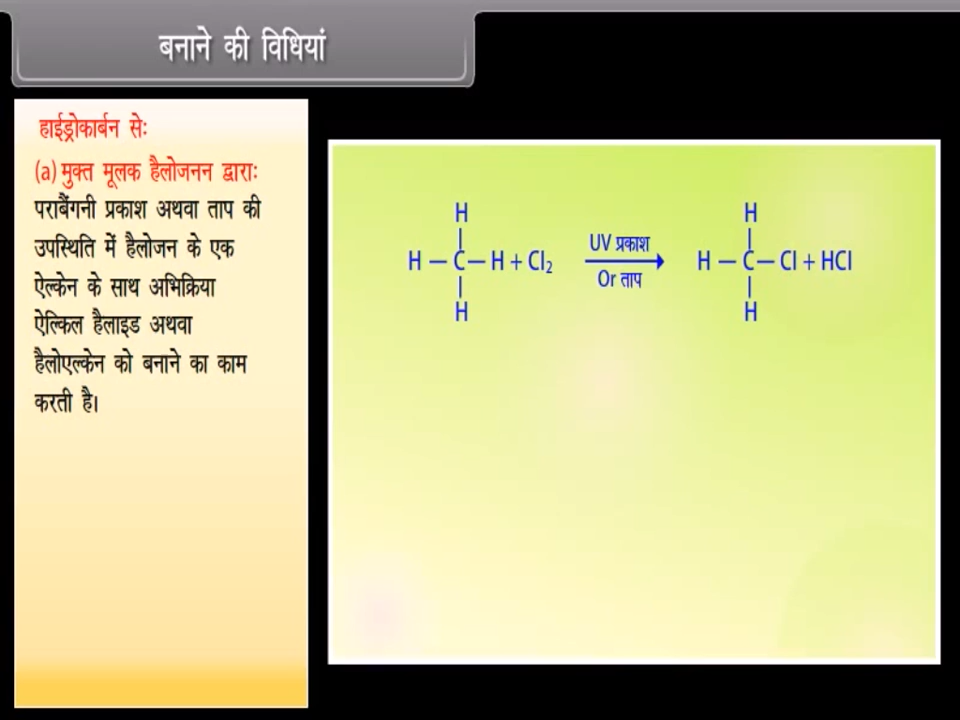 बनाने की विधियां
हाईड्रोकार्बन से:
(a) मुक्त मूलक हैलोजनन द्वारा:
पराबैंगनी प्रकाश अथवा ताप की
उपस्थिति में हैलोजन के एक
ऐल्केन के साथ अभिक्रिया
ऐल्किल हैलाइड अथवा
हैलोएल्केन को बनाने का काम
करती है।
H H
UV प्रकाश
H — C — H + Cl₂ ⟶ H — C — Cl + HCl
Or ताप
H H